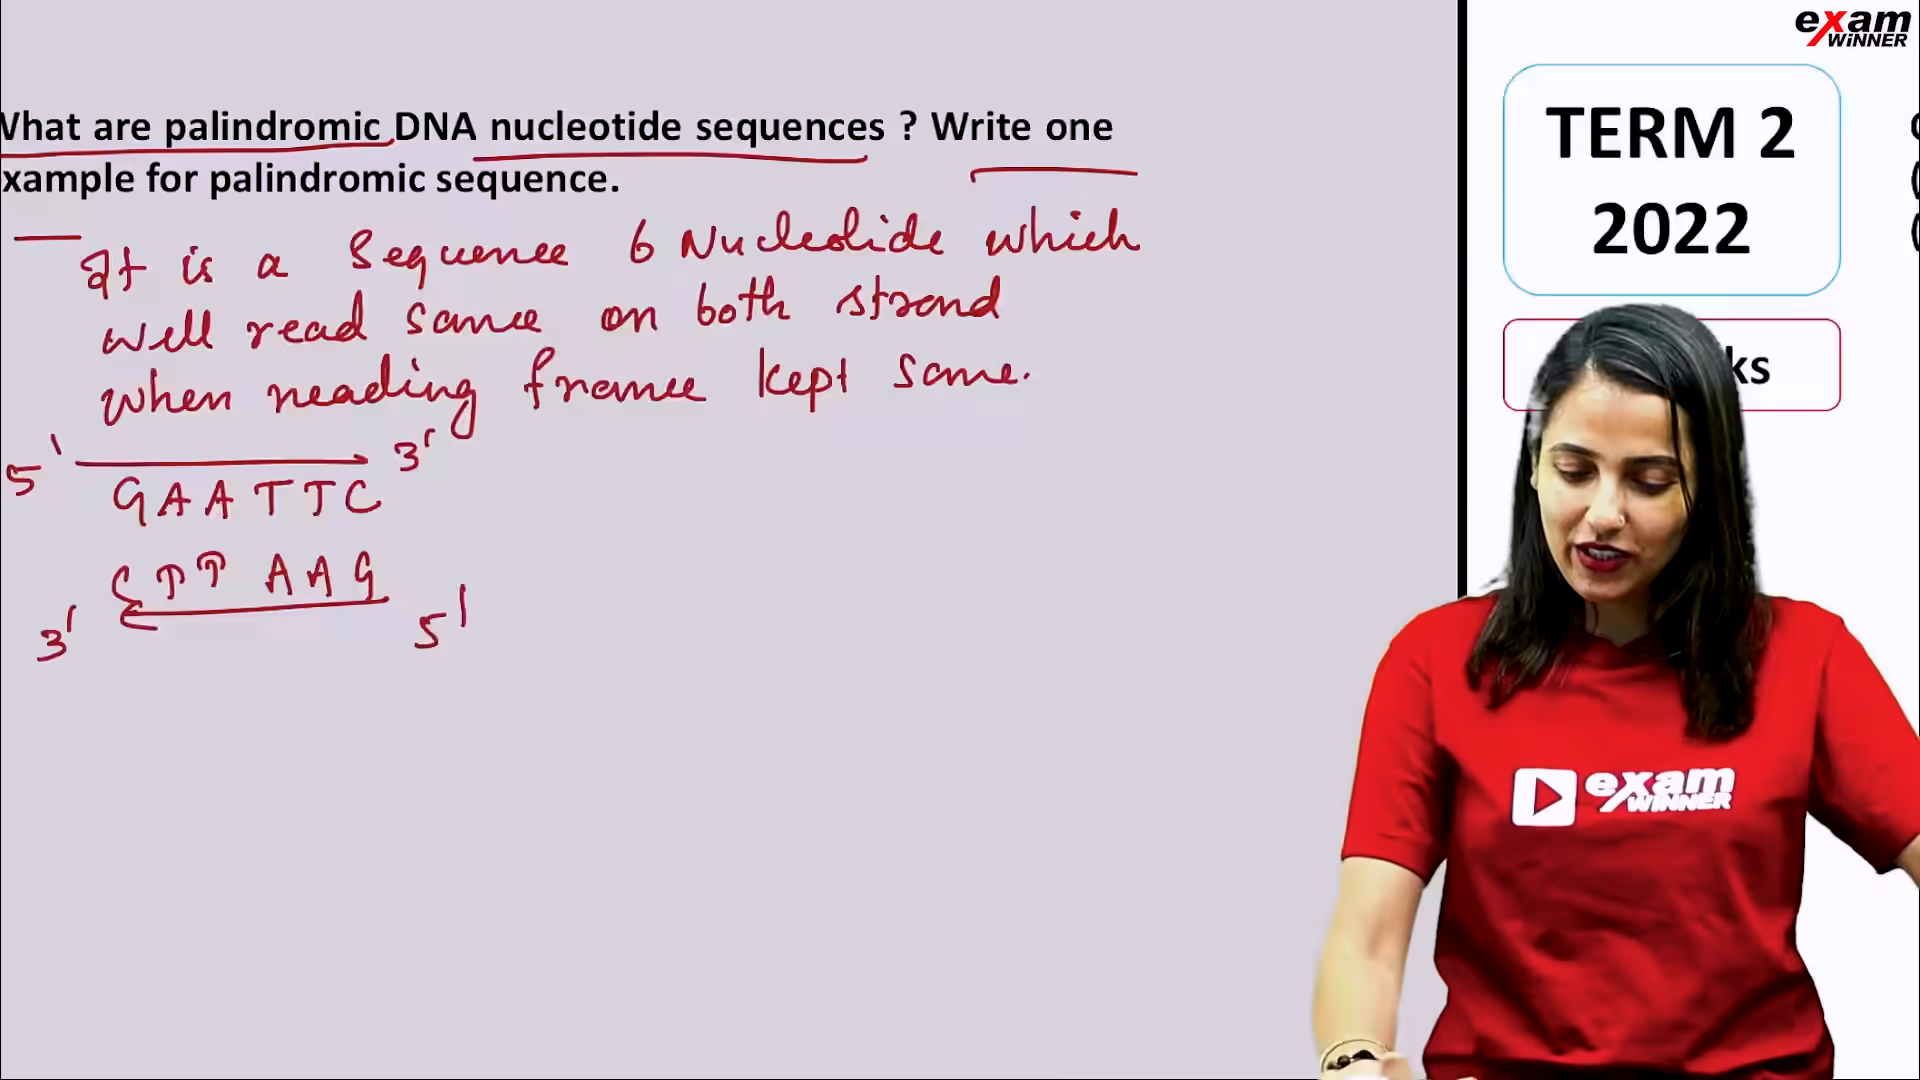 exam
WiNNER
What are palindromic DNA nucleotide sequences ? Write one
xample for palindromic sequence.
It is a Sequence 6 Nucleotide which
will read same on both strand
when reading frame kept same.
5' 3'
GAATTC
CTTAAG
3' 5'
TERM 2
2022
ks
exam
WINNER